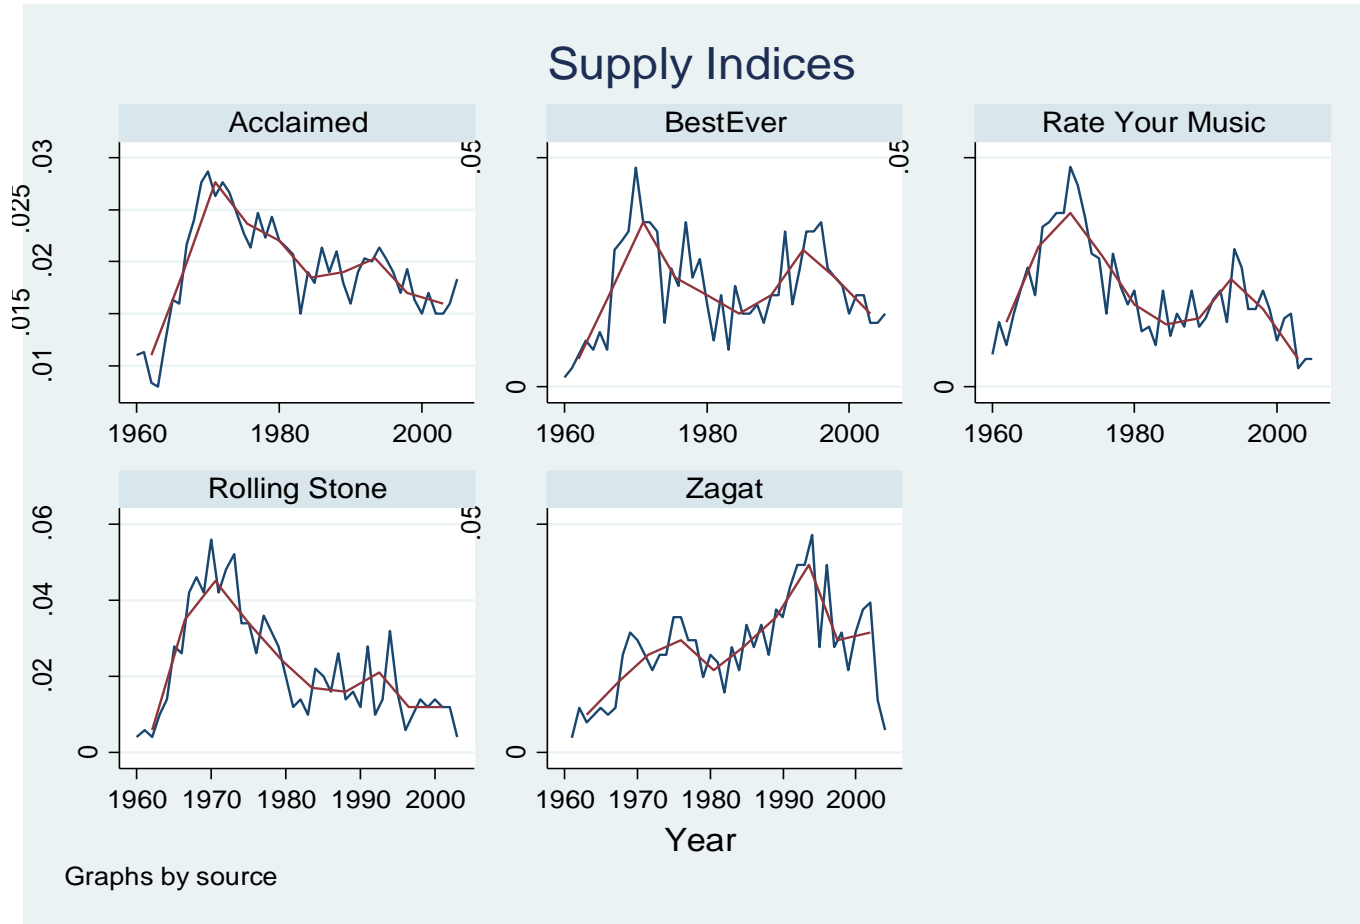 Supply Indices
Acclaimed
BestEver
Rate Your Music
.03
.025
.02
.015
.01
.05
0
.05
0
1960 1980 2000
1960 1980 2000
1960 1980 2000
Rolling Stone
Zagat
.06
.04
.02
0
.05
0
1960 1970 1980 1990 2000
1960 1970 1980 1990 2000
Year
Graphs by source